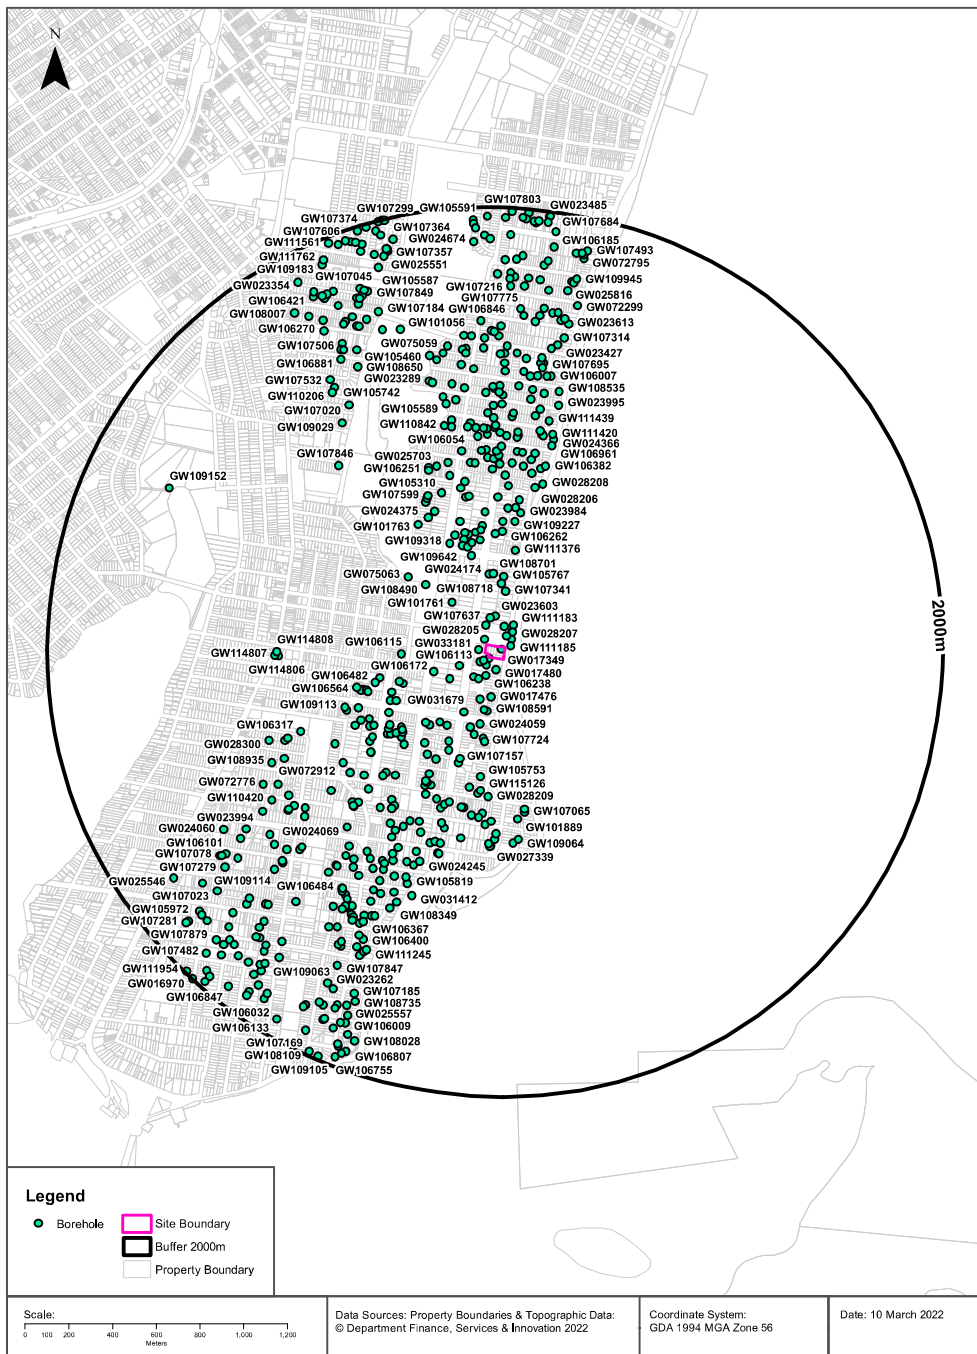 N
GW107803
GW107299 GW105591
GW023485
GW107374
GW107684
GW107606
GW107364
GW111561
GW024674
GW106185
GW107357
GW107493
GW111762
GW025551
GW072795
GW109183
GW107045
GW105587
GW109945
GW023354
GW107216
GW107849
GW025816
GW106421
GW107775
GW072299
GW108007
GW107184
GW106846
GW101056
GW023613
GW106270
GW107314
GW107506
GW075059
GW023427
GW105460
GW107695
GW106881
GW108650
GW106007
GW107532
GW023289
GW108535
GW110206
GW105742
GW023995
GW107020
GW105589
GW111439
GW109029
GW110842
GW111420
GW106054
GW024366
GW107846
GW025703
GW106961
GW106251
GW106382
GW109152
GW105310
GW028208
GW107599
GW028206
GW024375
GW023984
GW101763
GW109227
GW109318
GW106262
GW111376
GW109642
GW108701
GW024174
GW075063
GW105767
GW108490
GW108718
GW107341
GW101761
GW023603
GW107637
GW111183
2000m
GW028205
GW028207
GW114808
GW106115
GW033181
GW111185
GW114807
GW106113
GW017349
GW114806
GW106172
GW017480
GW106482
GW106238
GW106564
GW031679
GW017476
GW109113
GW108591
GW106317
GW024059
GW028300
GW107724
GW108935
GW107157
GW072912
GW105753
GW072776
GW115126
GW110420
GW028209
GW023994
GW107065
GW024060
GW024069
GW101889
GW106101
GW109064
GW107078
GW027339
GW107279
GW024245
GW025546
GW109114
GW105819
GW107023
GW106484
GW031412
GW105972
GW108349
GW107281
GW106367
GW107879
GW106400
GW107482
GW111245
GW111954
GW109063
GW107847
GW016970
GW023262
GW106847
GW107185
GW108735
GW106032
GW025557
GW106133
GW106009
GW107169
GW108028
GW108109
GW106807
GW109105
GW106755
Legend
Borehole
Site Boundary
Buffer 2000m
Property Boundary
Scale:
0 100 200 400 600 800 1,000 1,200
Meters
Data Sources: Property Boundaries & Topographic Data:
© Department Finance, Services & Innovation 2022
Coordinate System:
GDA 1994 MGA Zone 56
Date: 10 March 2022